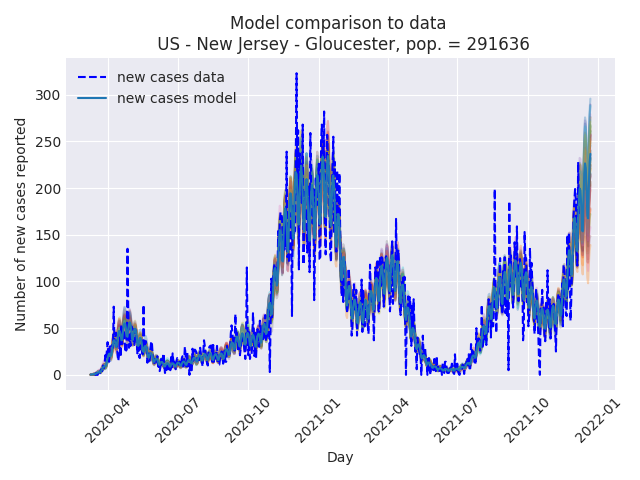 Model comparison to data
US - New Jersey - Gloucester, pop. = 291636
new cases data
new cases model
Number of new cases reported
300
250
200
150
100
50
0
2020-04
2020-07
2020-10
2021-01
2021-04
2021-07
2021-10
2022-01
Day